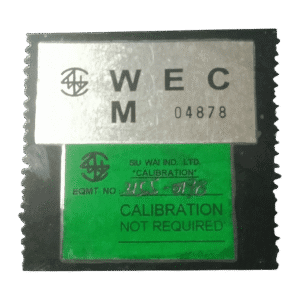 W E C
M 04878
SU WAI IND. LTD.
"CALIBRATION"
EQMT NO
CALIBRATION
NOT REQUIRED